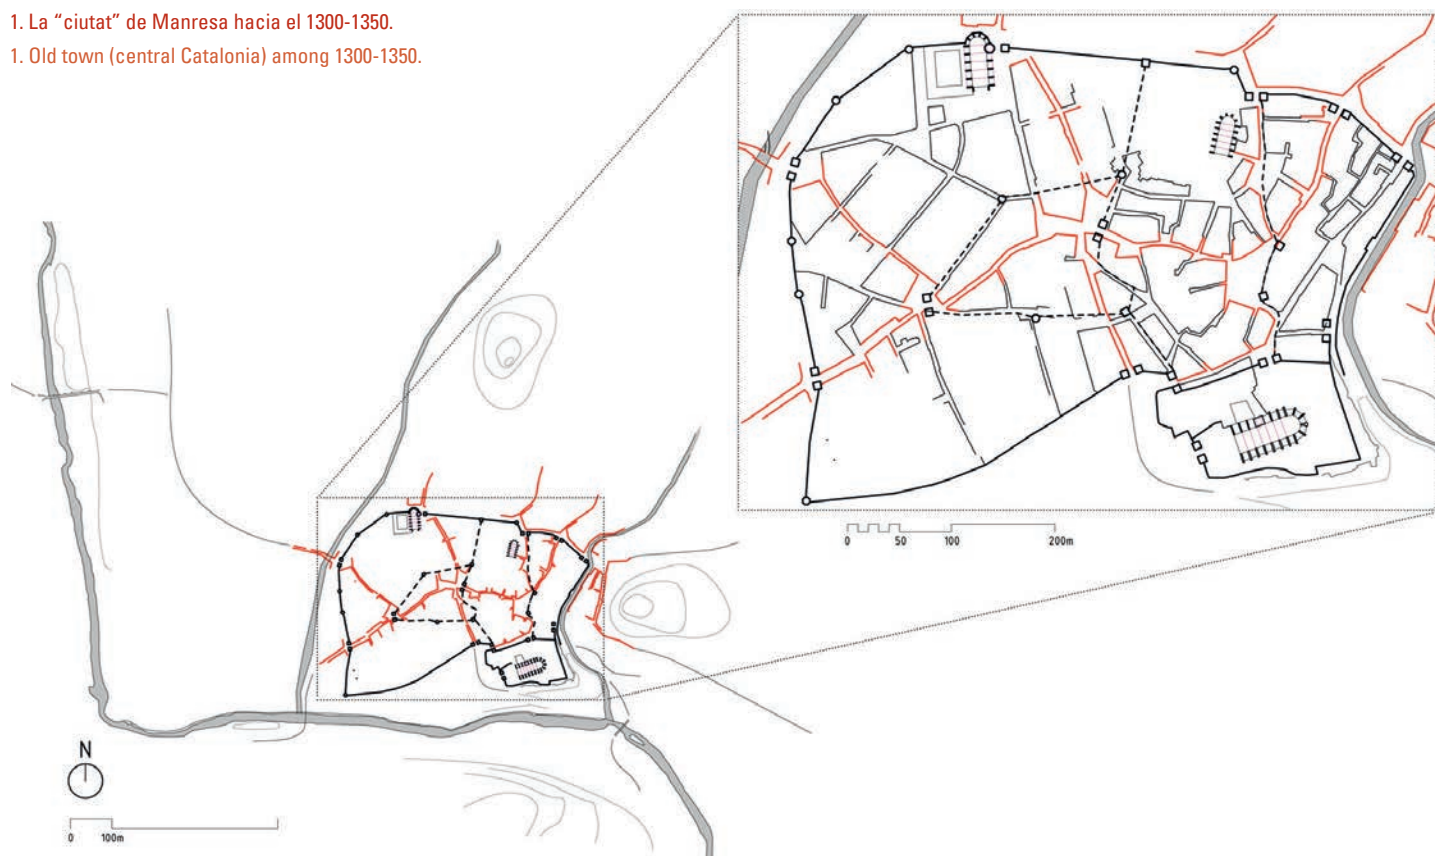 1. La “ciutat” de Manresa hacia el 1300-1350.
1. Old town (central Catalonia) among 1300-1350.
0 50 100 200m
N
0 100m